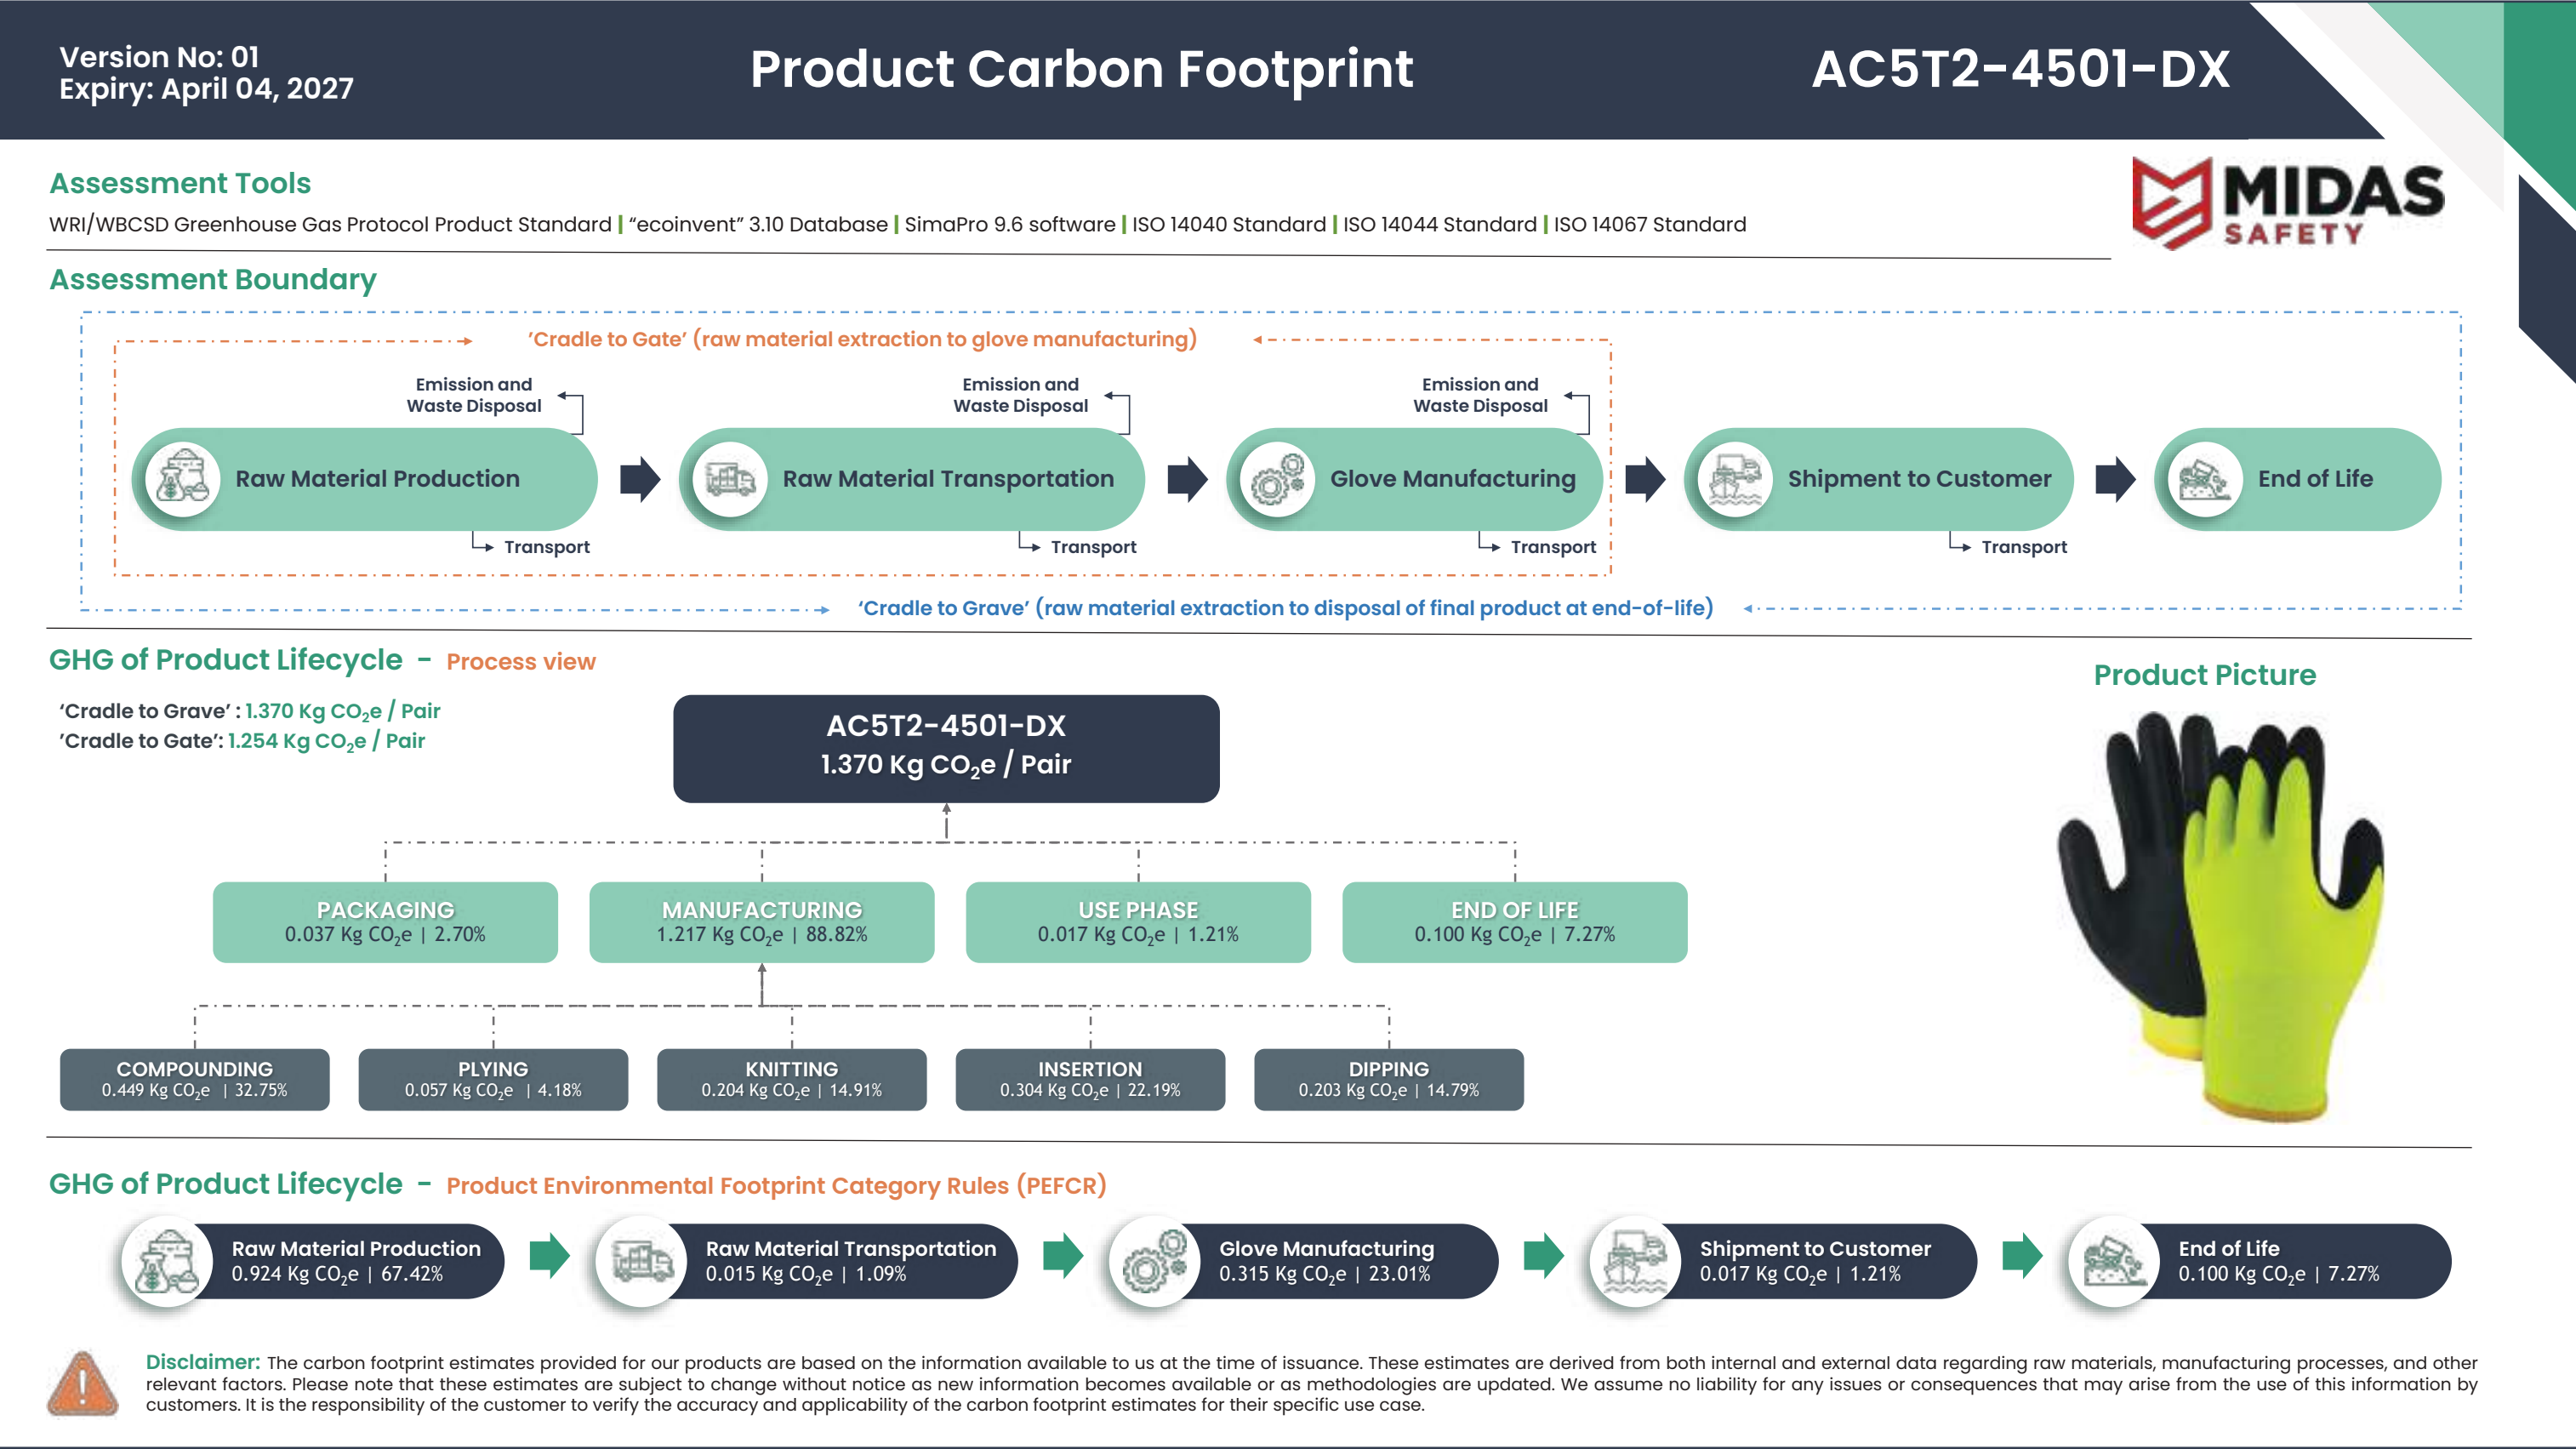 Version No: 01
Expiry: April 04, 2027
Product Carbon Footprint
AC5T2-4501-DX
MIDAS
SAFETY
Assessment Tools
WRI/WBCSD Greenhouse Gas Protocol Product Standard | “ecoinvent” 3.10 Database | SimaPro 9.6 software | ISO 14040 Standard | ISO 14044 Standard | ISO 14067 Standard
Assessment Boundary
’Cradle to Gate’ (raw material extraction to glove manufacturing)
Emission and
Waste Disposal
Emission and
Waste Disposal
Emission and
Waste Disposal
Raw Material Production
Raw Material Transportation
Glove Manufacturing
Shipment to Customer
End of Life
Transport
Transport
Transport
Transport
‘Cradle to Grave’ (raw material extraction to disposal of final product at end-of-life)
GHG of Product Lifecycle - Process view
‘Cradle to Grave’ : 1.370 Kg CO₂e / Pair
’Cradle to Gate’: 1.254 Kg CO₂e / Pair
Product Picture
AC5T2-4501-DX
1.370 Kg CO₂e / Pair
PACKAGING
0.037 Kg CO₂e | 2.70%
MANUFACTURING
1.217 Kg CO₂e | 88.82%
USE PHASE
0.017 Kg CO₂e | 1.21%
END OF LIFE
0.100 Kg CO₂e | 7.27%
COMPOUNDING
0.449 Kg CO₂e | 32.75%
PLYING
0.057 Kg CO₂e | 4.18%
KNITTING
0.204 Kg CO₂e | 14.91%
INSERTION
0.304 Kg CO₂e | 22.19%
DIPPING
0.203 Kg CO₂e | 14.79%
GHG of Product Lifecycle - Product Environmental Footprint Category Rules (PEFCR)
Raw Material Production
0.924 Kg CO₂e | 67.42%
Raw Material Transportation
0.015 Kg CO₂e | 1.09%
Glove Manufacturing
0.315 Kg CO₂e | 23.01%
Shipment to Customer
0.017 Kg CO₂e | 1.21%
End of Life
0.100 Kg CO₂e | 7.27%
Disclaimer: The carbon footprint estimates provided for our products are based on the information available to us at the time of issuance. These estimates are derived from both internal and external data regarding raw materials, manufacturing processes, and other
relevant factors. Please note that these estimates are subject to change without notice as new information becomes available or as methodologies are updated. We assume no liability for any issues or consequences that may arise from the use of this information by
customers. It is the responsibility of the customer to verify the accuracy and applicability of the carbon footprint estimates for their specific use case.